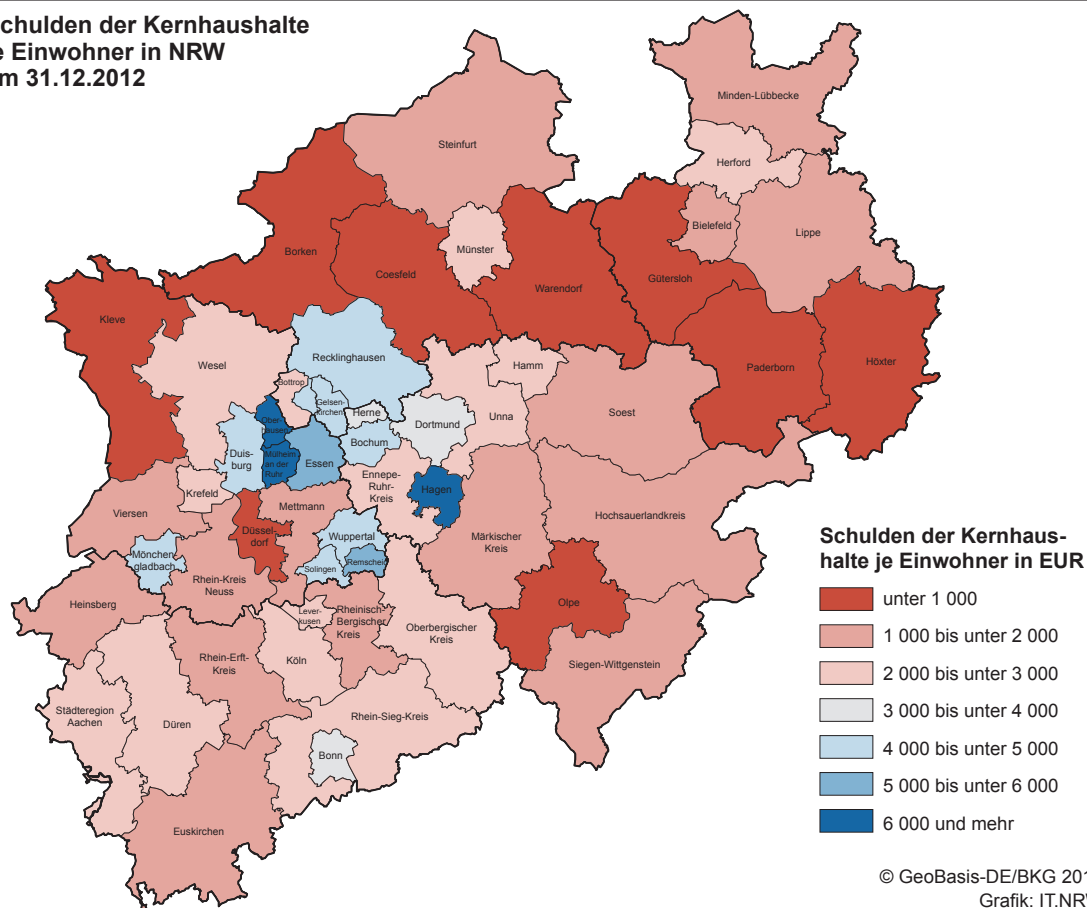 chulden der Kernhaushalte
e Einwohner in NRW
m 31.12.2012
Minden-Lübbecke
Steinfurt
Herford
Bielefeld
Lippe
Münster
Borken
Coesfeld
Warendorf
Gütersloh
Kleve
Paderborn
Höxter
Wesel
Recklinghausen
Hamm
Bottrop
Gelsen-
kirchen
Herne
Unna
Soest
Ober-
hausen
Dortmund
Bochum
Duis-
burg
Mülheim
an der
Ruhr
Essen
Ennepe-
Ruhr-
Kreis
Hagen
Krefeld
Viersen
Mettmann
Hochsauerlandkreis
Düssel-
dorf
Wuppertal
Märkischer
Kreis
Mönchen
gladbach
Solingen
Remscheid
Rhein-Kreis
Neuss
Heinsberg
Lever-
kusen
Rheinisch-
Bergischer
Kreis
Olpe
Oberbergischer
Kreis
Rhein-Erft-
Kreis
Köln
Siegen-Wittgenstein
Städteregion
Aachen
Düren
Rhein-Sieg-Kreis
Bonn
Euskirchen
Schulden der Kernhaus-
halte je Einwohner in EUR
unter 1 000
1 000 bis unter 2 000
2 000 bis unter 3 000
3 000 bis unter 4 000
4 000 bis unter 5 000
5 000 bis unter 6 000
6 000 und mehr
© GeoBasis-DE/BKG 201
Grafik: IT.NRW